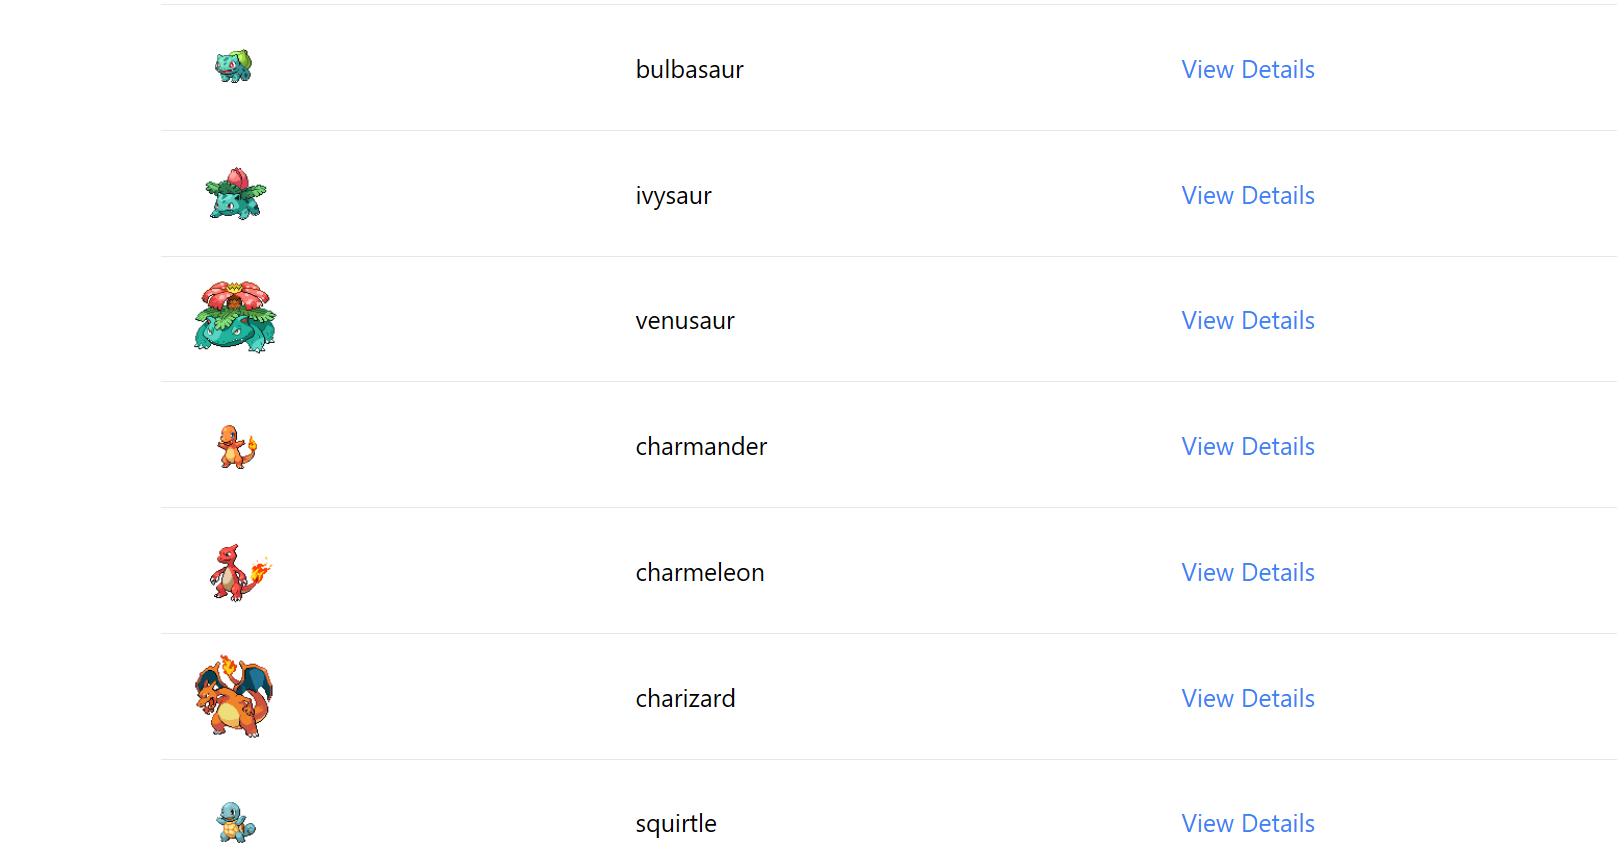 bulbasaur View Details
ivysaur View Details
venusaur View Details
charmander View Details
charmeleon View Details
charizard View Details
squirtle View Details